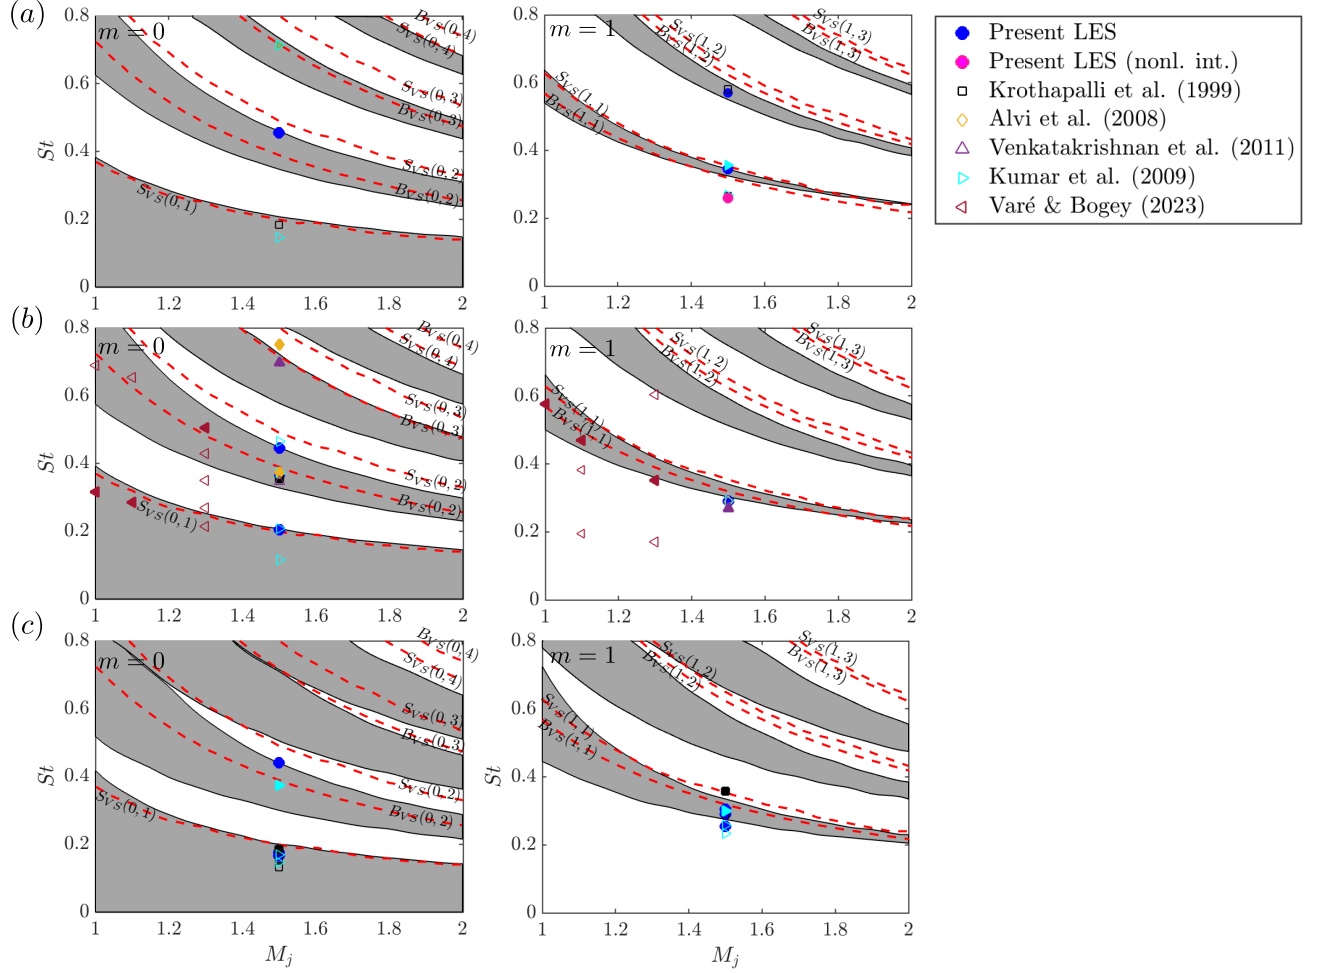 (a)
m = 0
B_VS(0,4)
S_VS(0,4)
S_VS(0,3)
B_VS(0,3)
S_VS(0,2)
B_VS(0,2)
S_VS(0,1)
St
0.8
0.6
0.4
0.2
0
1 1.2 1.4 1.6 1.8 2
m = 1
S_VS(1,3)
B_VS(1,3)
S_VS(1,2)
B_VS(1,2)
S_VS(1,1)
B_VS(1,1)
0.8
0.6
0.4
0.2
0
1 1.2 1.4 1.6 1.8 2
Present LES
Present LES (nonl. int.)
Krothapalli et al. (1999)
Alvi et al. (2008)
Venkatakrishnan et al. (2011)
Kumar et al. (2009)
Varé & Bogey (2023)
(b)
m = 0
B_VS(0,4)
S_VS(0,4)
S_VS(0,3)
B_VS(0,3)
S_VS(0,2)
B_VS(0,2)
S_VS(0,1)
St
0.8
0.6
0.4
0.2
0
1 1.2 1.4 1.6 1.8 2
m = 1
S_VS(1,3)
B_VS(1,3)
S_VS(1,2)
B_VS(1,2)
S_VS(1,1)
B_VS(1,1)
0.8
0.6
0.4
0.2
0
1 1.2 1.4 1.6 1.8 2
(c)
m = 0
B_VS(0,4)
S_VS(0,4)
S_VS(0,3)
B_VS(0,3)
S_VS(0,2)
B_VS(0,2)
S_VS(0,1)
St
0.8
0.6
0.4
0.2
0
1 1.2 1.4 1.6 1.8 2
M_j
m = 1
S_VS(1,3)
B_VS(1,3)
S_VS(1,2)
B_VS(1,2)
S_VS(1,1)
B_VS(1,1)
St
0.8
0.6
0.4
0.2
0
1 1.2 1.4 1.6 1.8 2
M_j